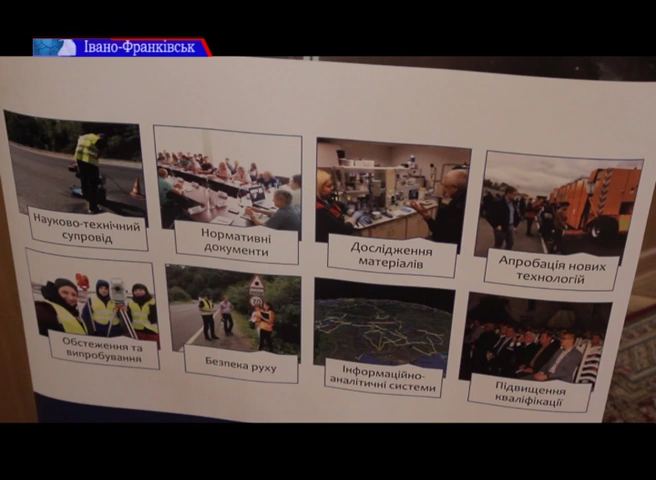 Івано-Франківськ
Науково-технічний
супровід
Нормативні
документи
Дослідження
матеріалів
Апробація нових
технологій
Обстеження та
випробування
Безпека руху
Інформаційно-
аналітичні системи
Підвищення
кваліфікації